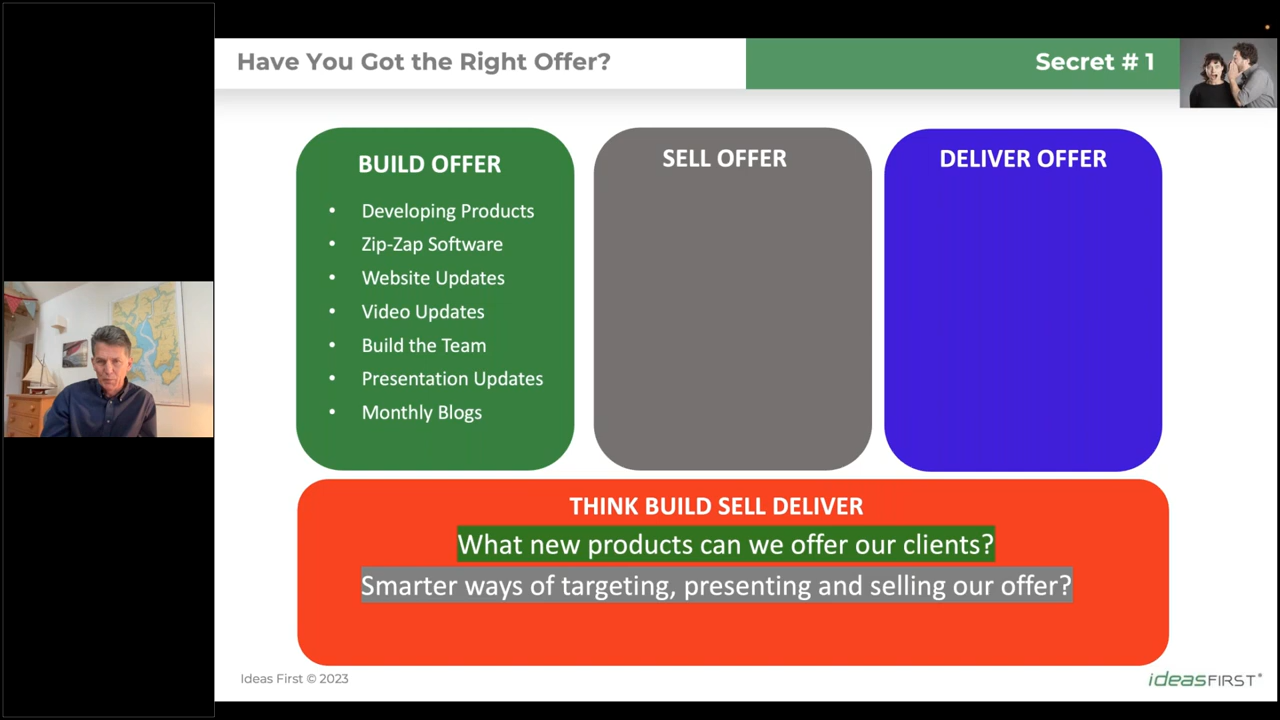 Have You Got the Right Offer?
Secret # 1
BUILD OFFER
• Developing Products
• Zip-Zap Software
• Website Updates
• Video Updates
• Build the Team
• Presentation Updates
• Monthly Blogs
SELL OFFER
DELIVER OFFER
THINK BUILD SELL DELIVER
What new products can we offer our clients?
Smarter ways of targeting, presenting and selling our offer?
Ideas First © 2023
ideasFIRST®